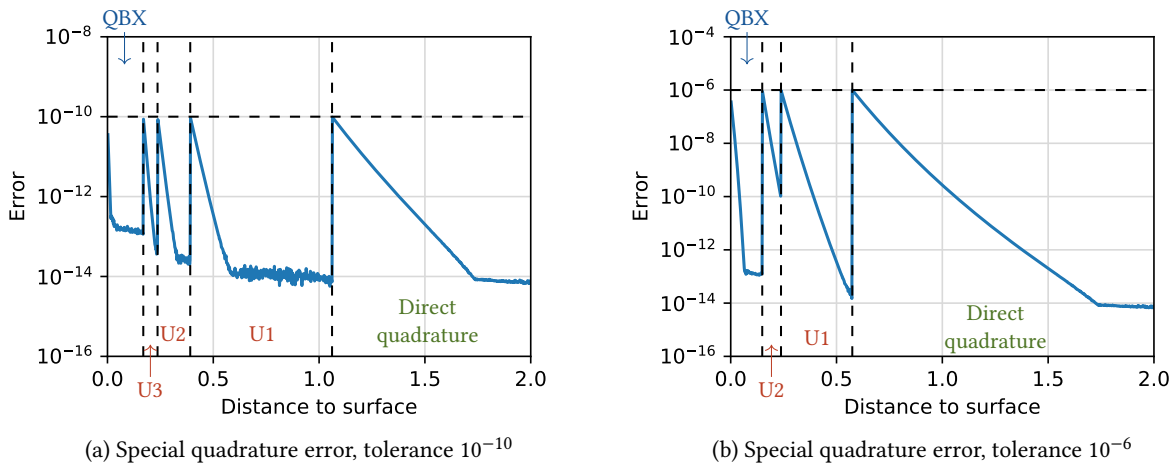 QBX
10⁻⁸
10⁻¹⁰
10⁻¹²
10⁻¹⁴
10⁻¹⁶
Error
U2
U1
Direct
quadrature
0.0
0.5
1.0
1.5
2.0
U3
Distance to surface
(a) Special quadrature error, tolerance 10⁻¹⁰
QBX
10⁻⁴
10⁻⁶
10⁻⁸
10⁻¹⁰
10⁻¹²
10⁻¹⁴
10⁻¹⁶
Error
U1
Direct
quadrature
0.0
0.5
1.0
1.5
2.0
U2
Distance to surface
(b) Special quadrature error, tolerance 10⁻⁶